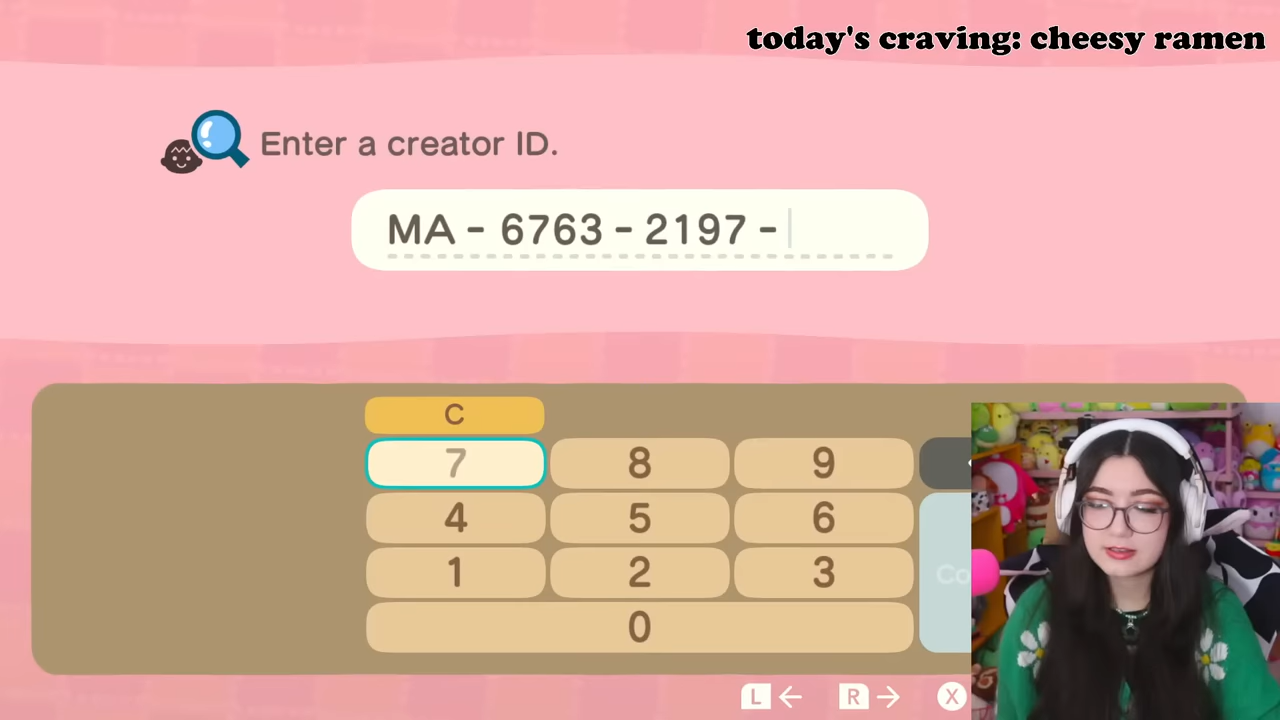 today's craving: cheesy ramen
Enter a creator ID.
MA - 6763 - 2197 -
C
7 8 9
4 5 6
1 2 3
Co
0
L ← R → X